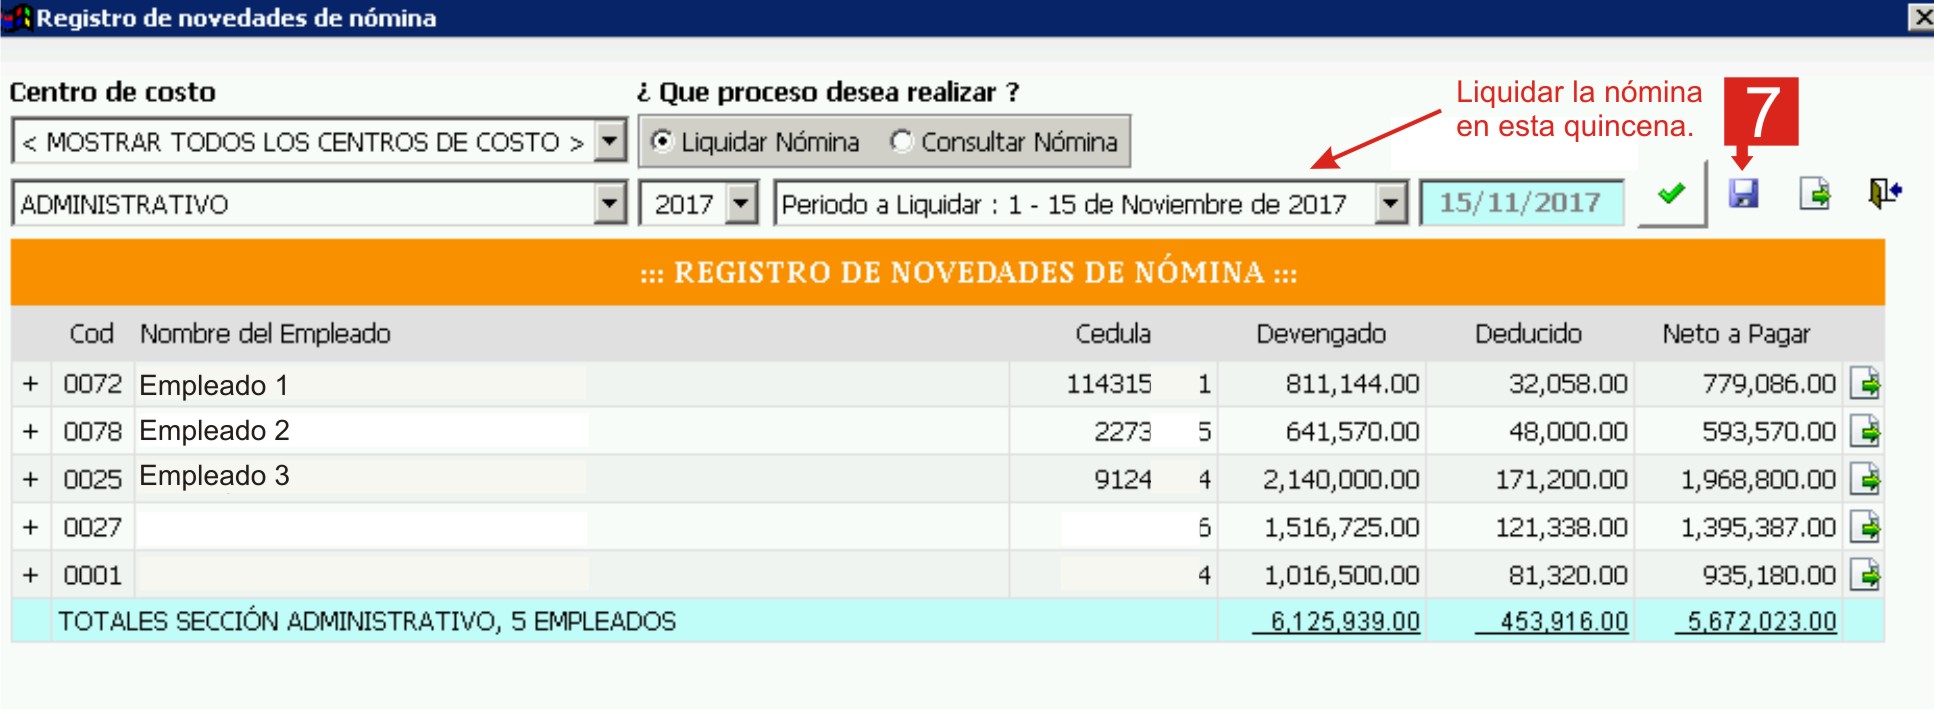 Registro de novedades de nómina
Centro de costo
¿ Que proceso desea realizar ?
Liquidar la nómina
en esta quincena.
7
< MOSTRAR TODOS LOS CENTROS DE COSTO >
Liquidar Nómina Consultar Nómina
ADMINISTRATIVO 2017 Periodo a Liquidar : 1 - 15 de Noviembre de 2017 15/11/2017
::: REGISTRO DE NOVEDADES DE NÓMINA :::
Cod Nombre del Empleado Cedula Devengado Deducido Neto a Pagar
+ 0072 Empleado 1 114315 1 811,144.00 32,058.00 779,086.00
+ 0078 Empleado 2 2273 5 641,570.00 48,000.00 593,570.00
+ 0025 Empleado 3 9124 4 2,140,000.00 171,200.00 1,968,800.00
+ 0027 6 1,516,725.00 121,338.00 1,395,387.00
+ 0001 4 1,016,500.00 81,320.00 935,180.00
TOTALES SECCIÓN ADMINISTRATIVO, 5 EMPLEADOS 6,125,939.00 453,916.00 5,672,023.00